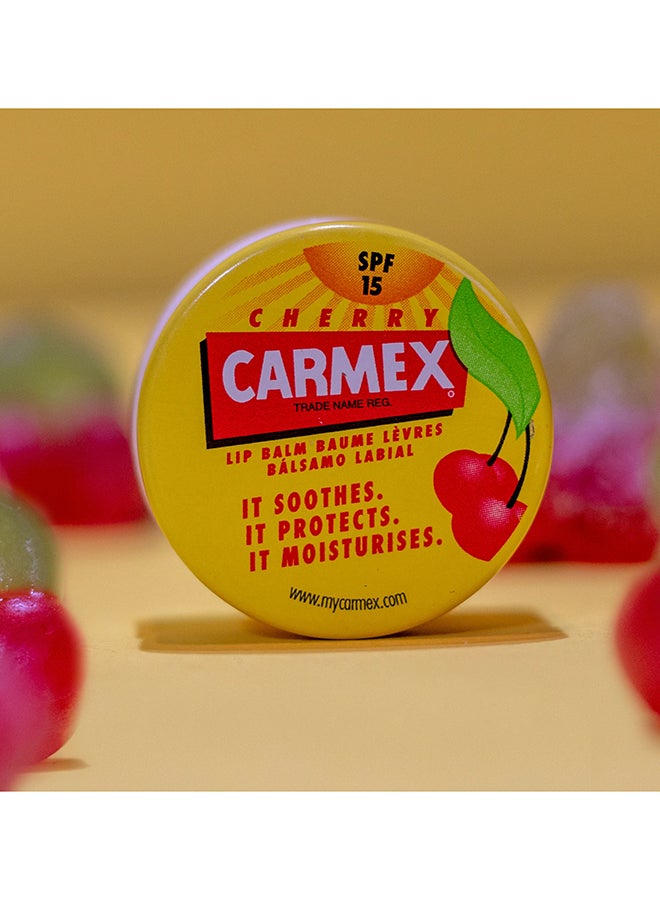 SPF
15
CHERRY
CARMEX
TRADE NAME REG.
LIP BALM BAUME LÈVRES
BÁLSAMO LABIAL
IT SOOTHES.
IT PROTECTS.
IT MOISTURISES.
www.mycarmex.com